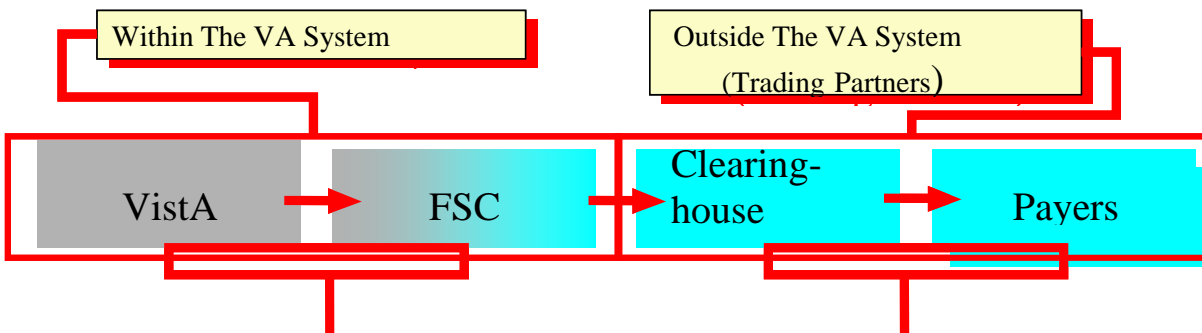 Within The VA System
Outside The VA System
(Trading Partners)
VistA
FSC
Clearing-
house
Payers